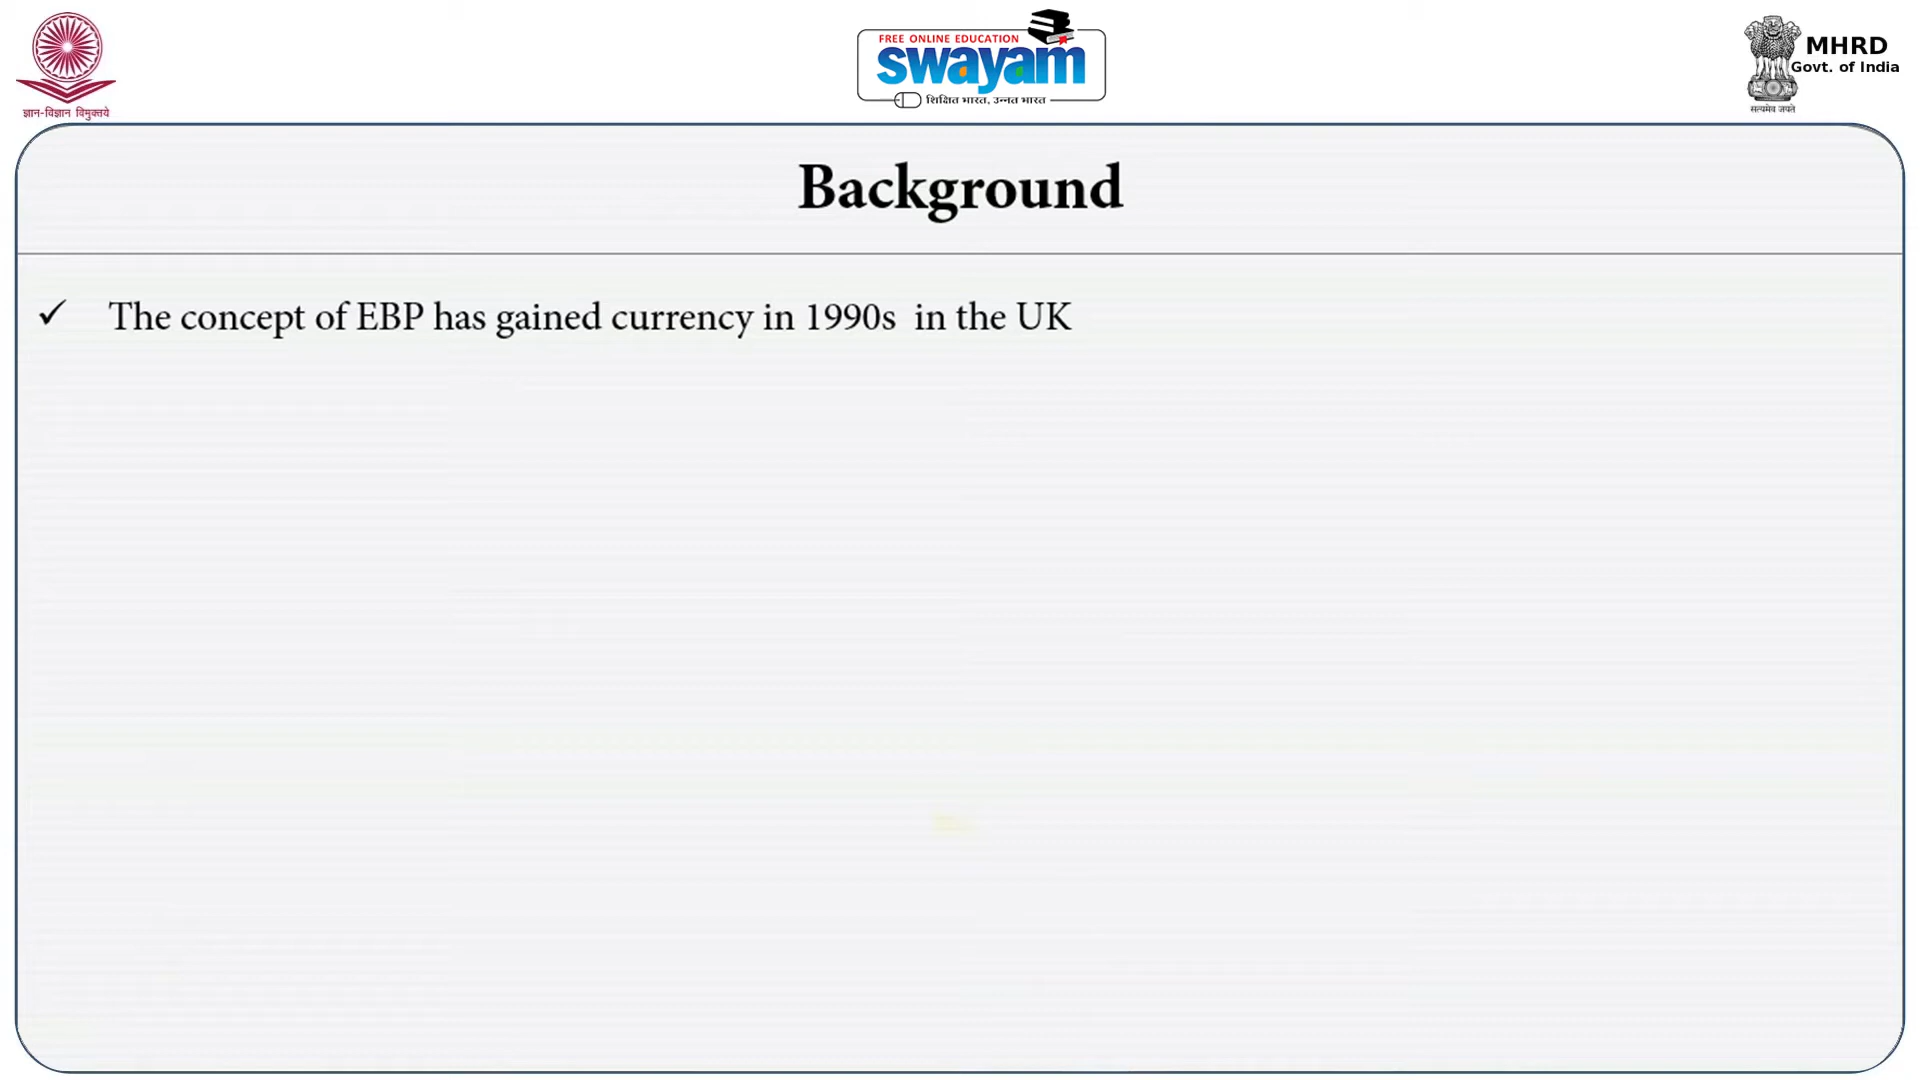 ज्ञान-विज्ञान विमुक्तये
FREE ONLINE EDUCATION
swayam
शिक्षित भारत, उन्नत भारत
सत्यमेव जयते
MHRD
Govt. of India
Background
✓ The concept of EBP has gained currency in 1990s in the UK